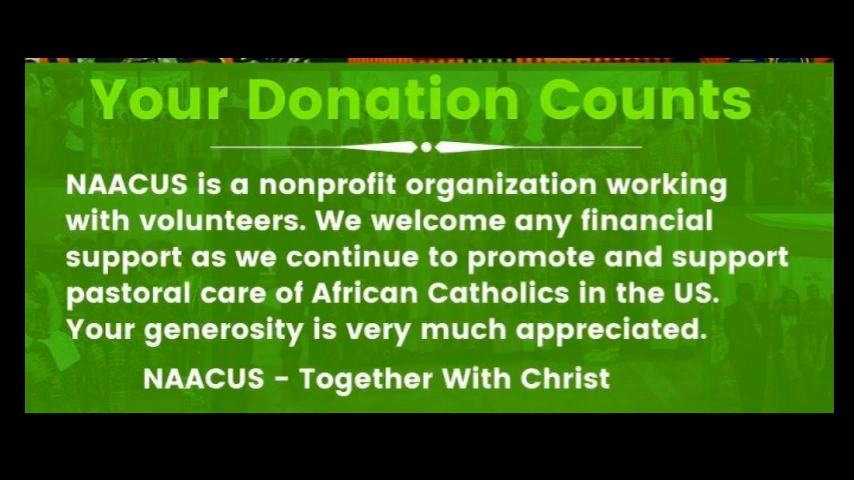 Your Donation Counts
NAACUS is a nonprofit organization working
with volunteers. We welcome any financial
support as we continue to promote and support
pastoral care of African Catholics in the US.
Your generosity is very much appreciated.
NAACUS - Together With Christ